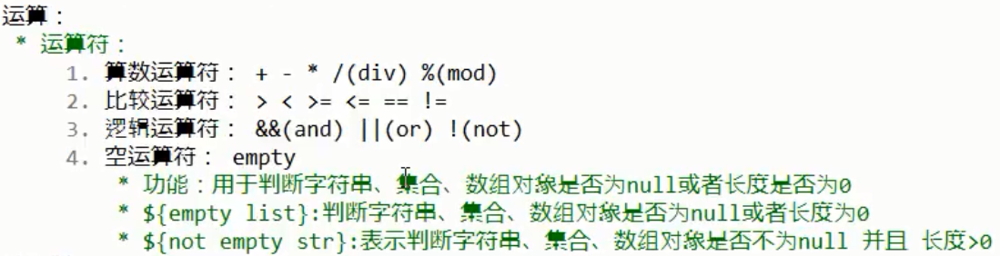 运算：
* 运算符：
1. 算数运算符： + - * /(div) %(mod)
2. 比较运算符： > < >= <= == !=
3. 逻辑运算符： &&(and) ||(or) !(not)
4. 空运算符： empty
* 功能：用于判断字符串、集合、数组对象是否为null或者长度是否为0
* ${empty list}:判断字符串、集合、数组对象是否为null或者长度为0
* ${not empty str}:表示判断字符串、集合、数组对象是否不为null 并且 长度>0